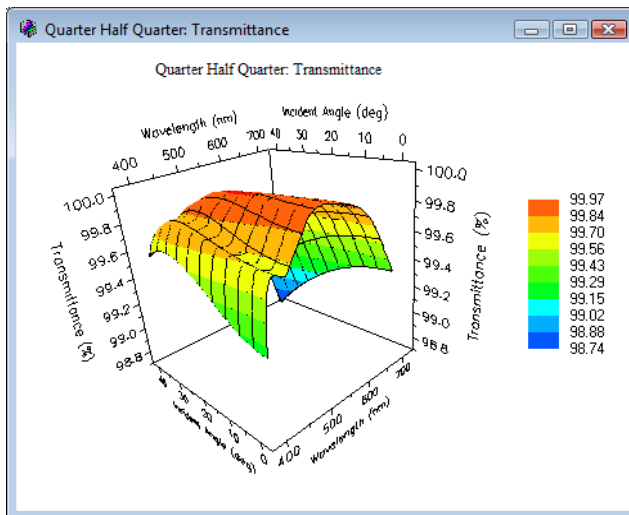 Quarter Half Quarter: Transmittance
Quarter Half Quarter: Transmittance
Wavelength (nm)
400 500 600 700
Incident Angle (deg)
40 30 20 10 0
100.0
99.8
99.6
99.4
99.2
99.0
98.8
Transmittance (%)
100.0
99.8
99.6
99.4
99.2
99.0
98.8
Transmittance (%)
40 30 20 10 0
Incident Angle (deg)
400 500 600 700
Wavelength (nm)
99.97
99.84
99.70
99.56
99.43
99.29
99.15
99.02
98.88
98.74